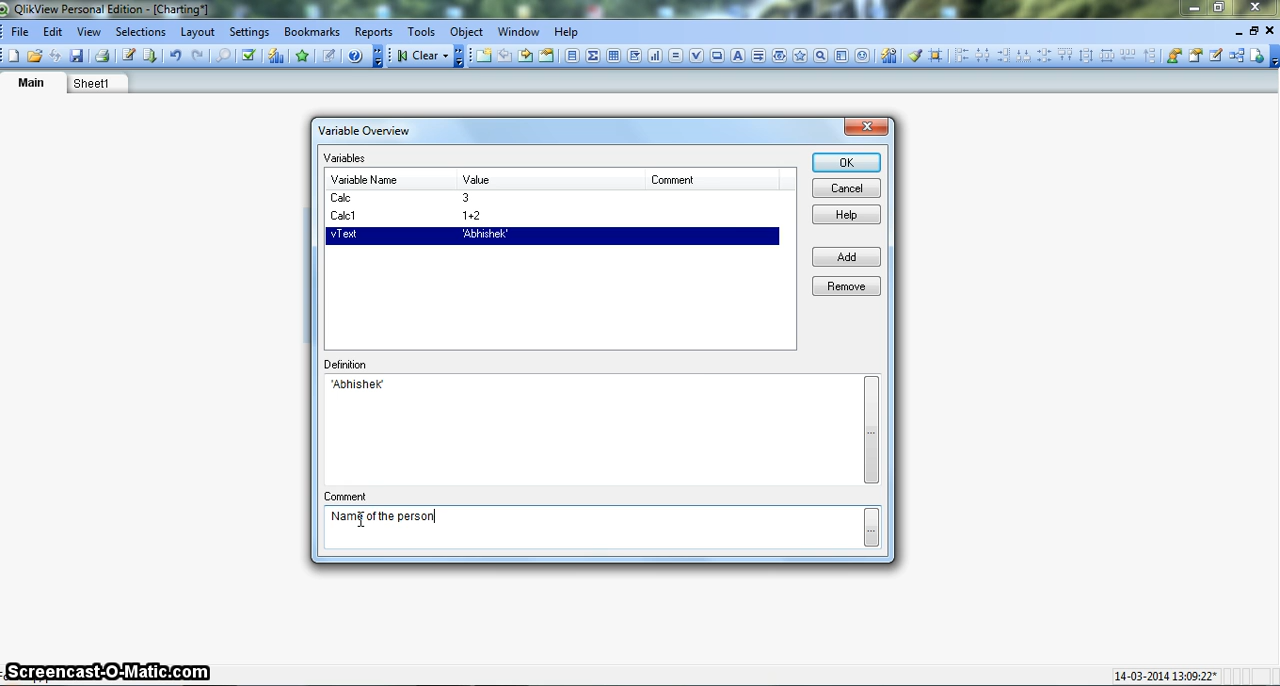 QlikView Personal Edition - [Charting*]
File Edit View Selections Layout Settings Bookmarks Reports Tools Object Window Help
Clear
Main Sheet1
Variable Overview
Variables
Variable Name Value Comment
Calc 3
Calc1 1+2
vText 'Abhishek'
OK
Cancel
Help
Add
Remove
Definition
'Abhishek'
...
Comment
Name of the person
...
Screencast-O-Matic.com
14-03-2014 13:09:22*